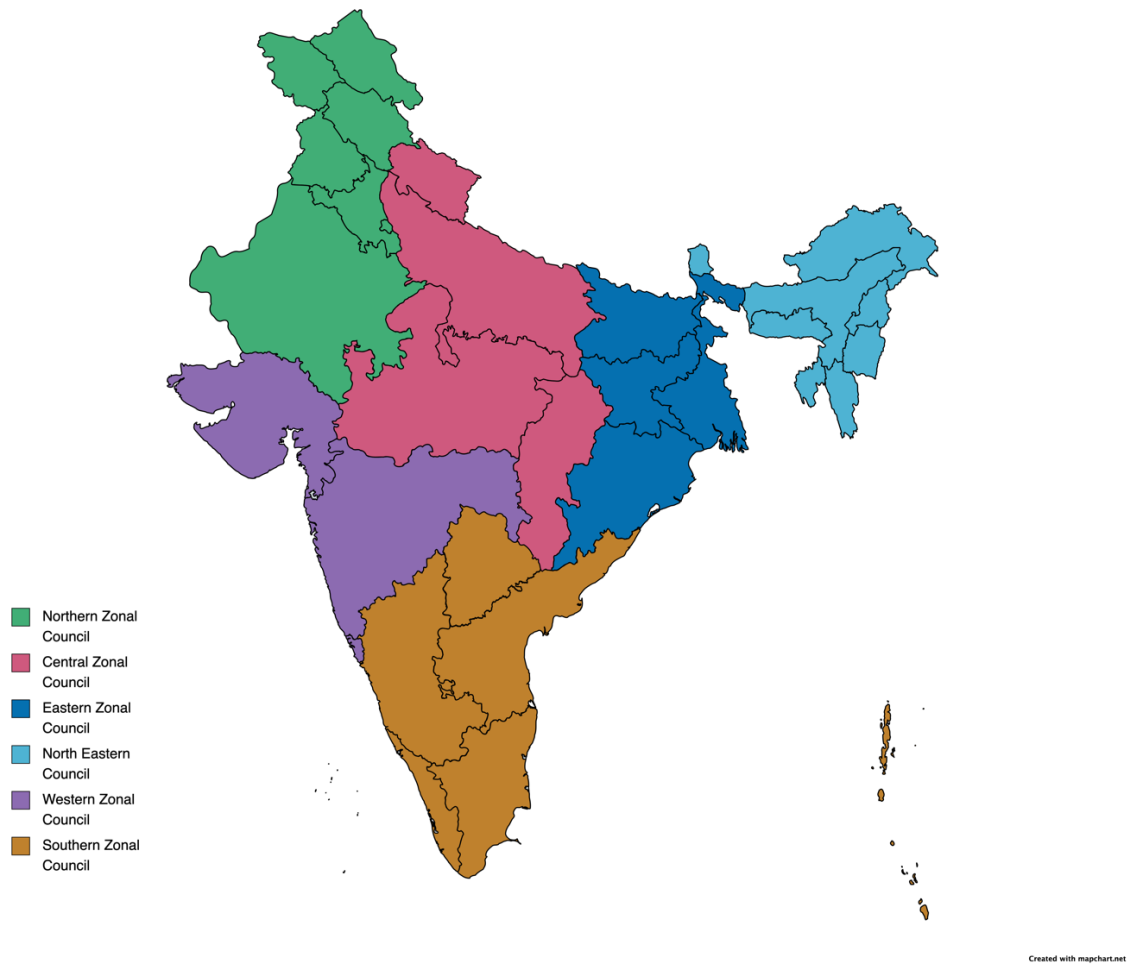 Northern Zonal
Council
Central Zonal
Council
Eastern Zonal
Council
North Eastern
Council
Western Zonal
Council
Southern Zonal
Council
Created with mapchart.net